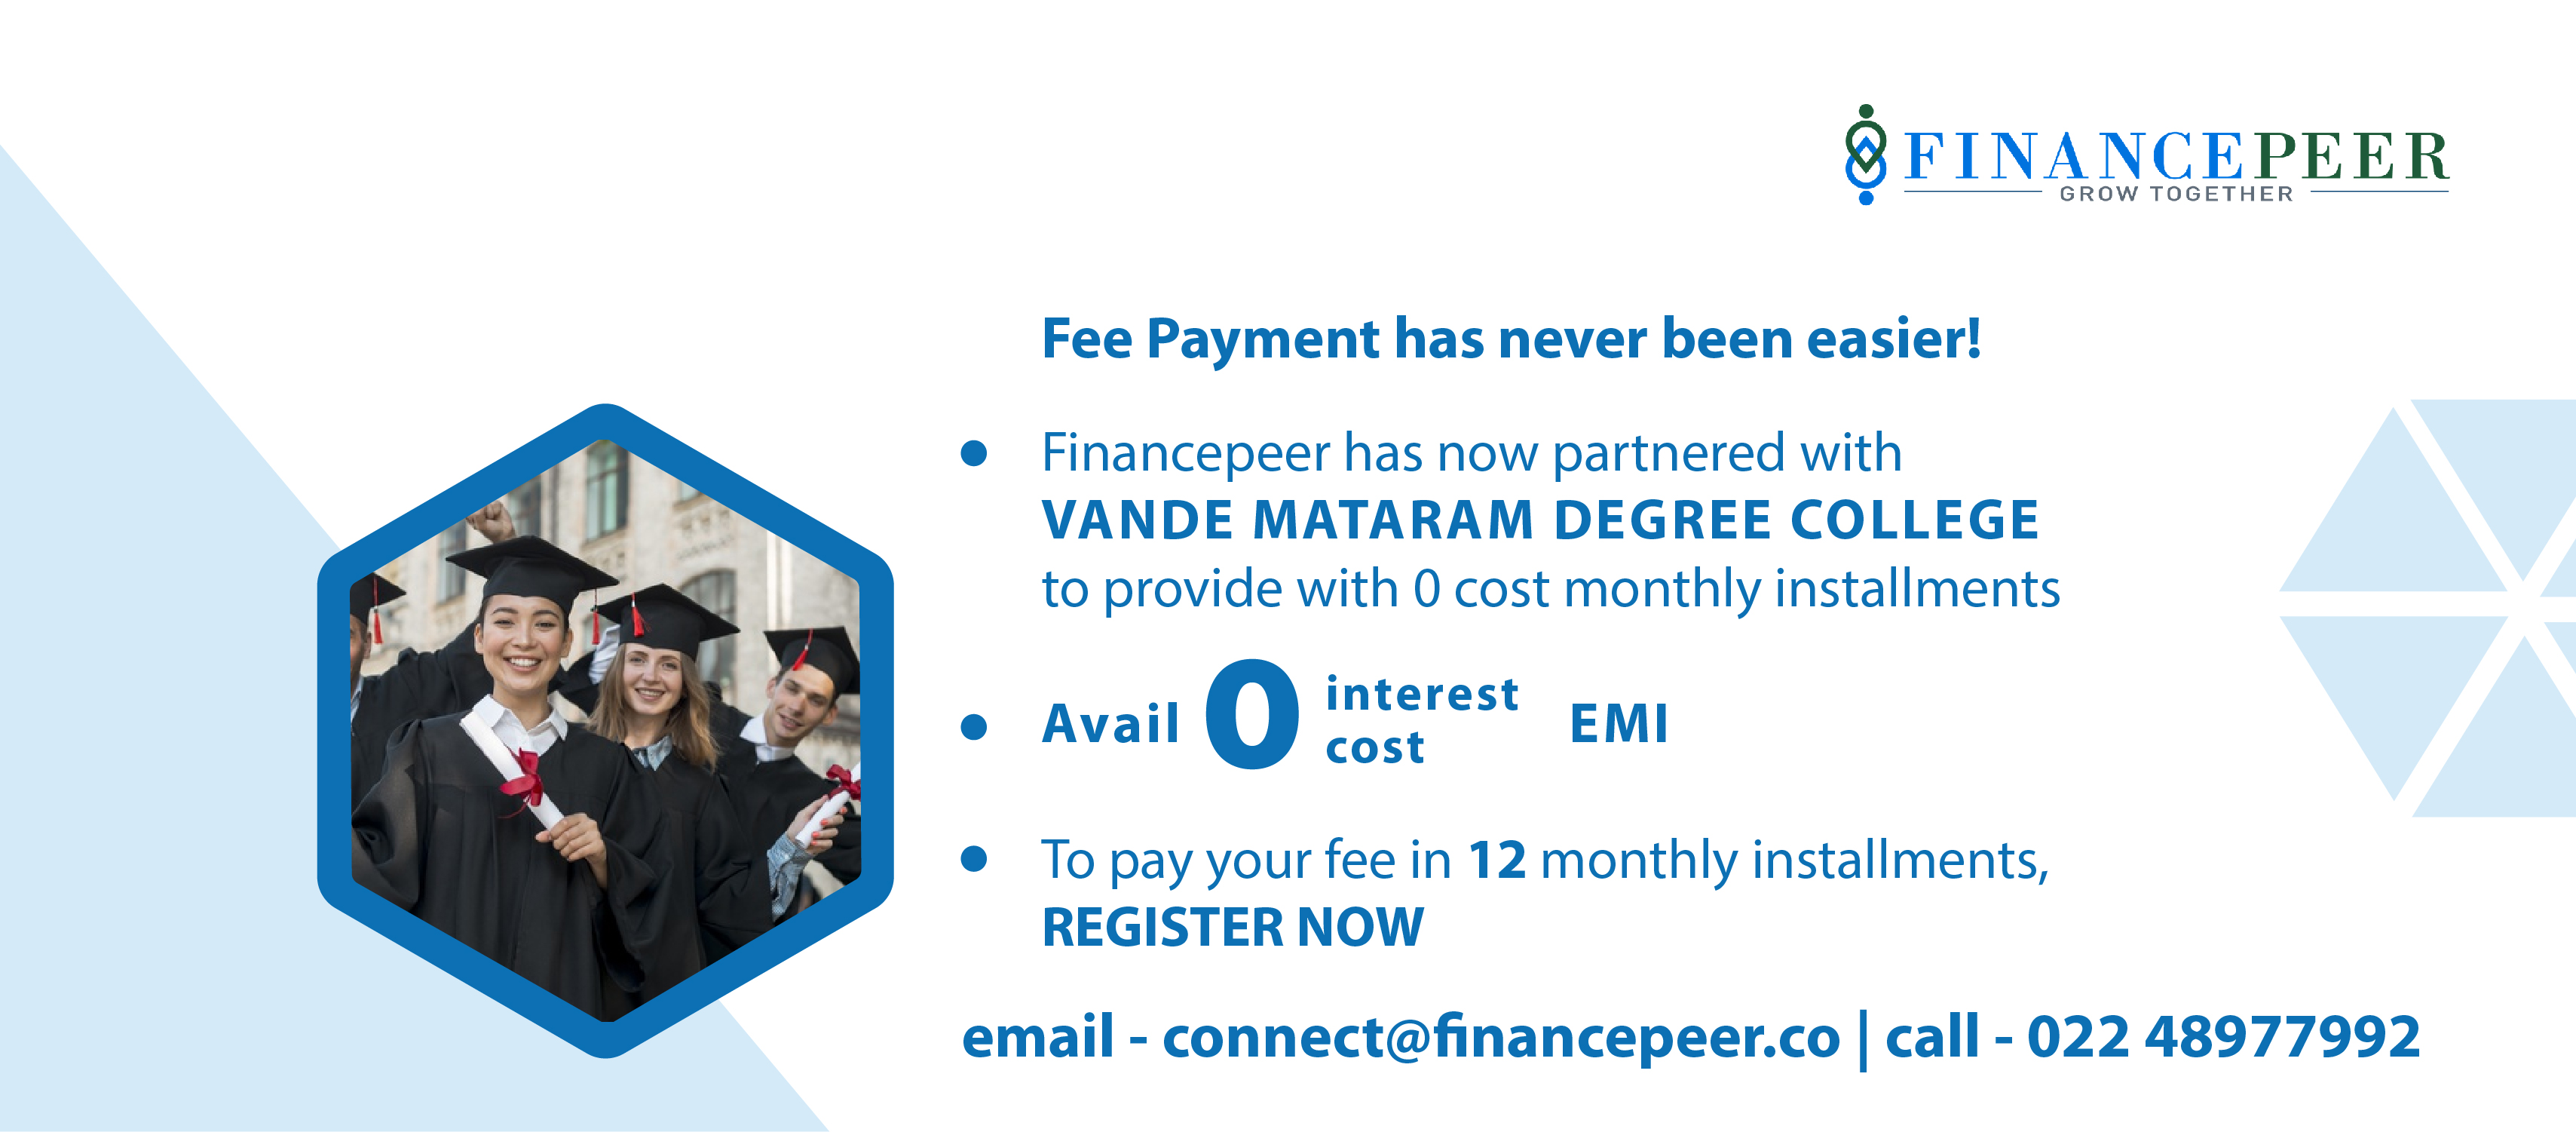 FINANCEPEER
GROW TOGETHER
Fee Payment has never been easier!
• Financepeer has now partnered with
VANDE MATARAM DEGREE COLLEGE
to provide with 0 cost monthly installments
• Avail 0 interest cost EMI
• To pay your fee in 12 monthly installments,
REGISTER NOW
email - connect@financepeer.co | call - 022 48977992